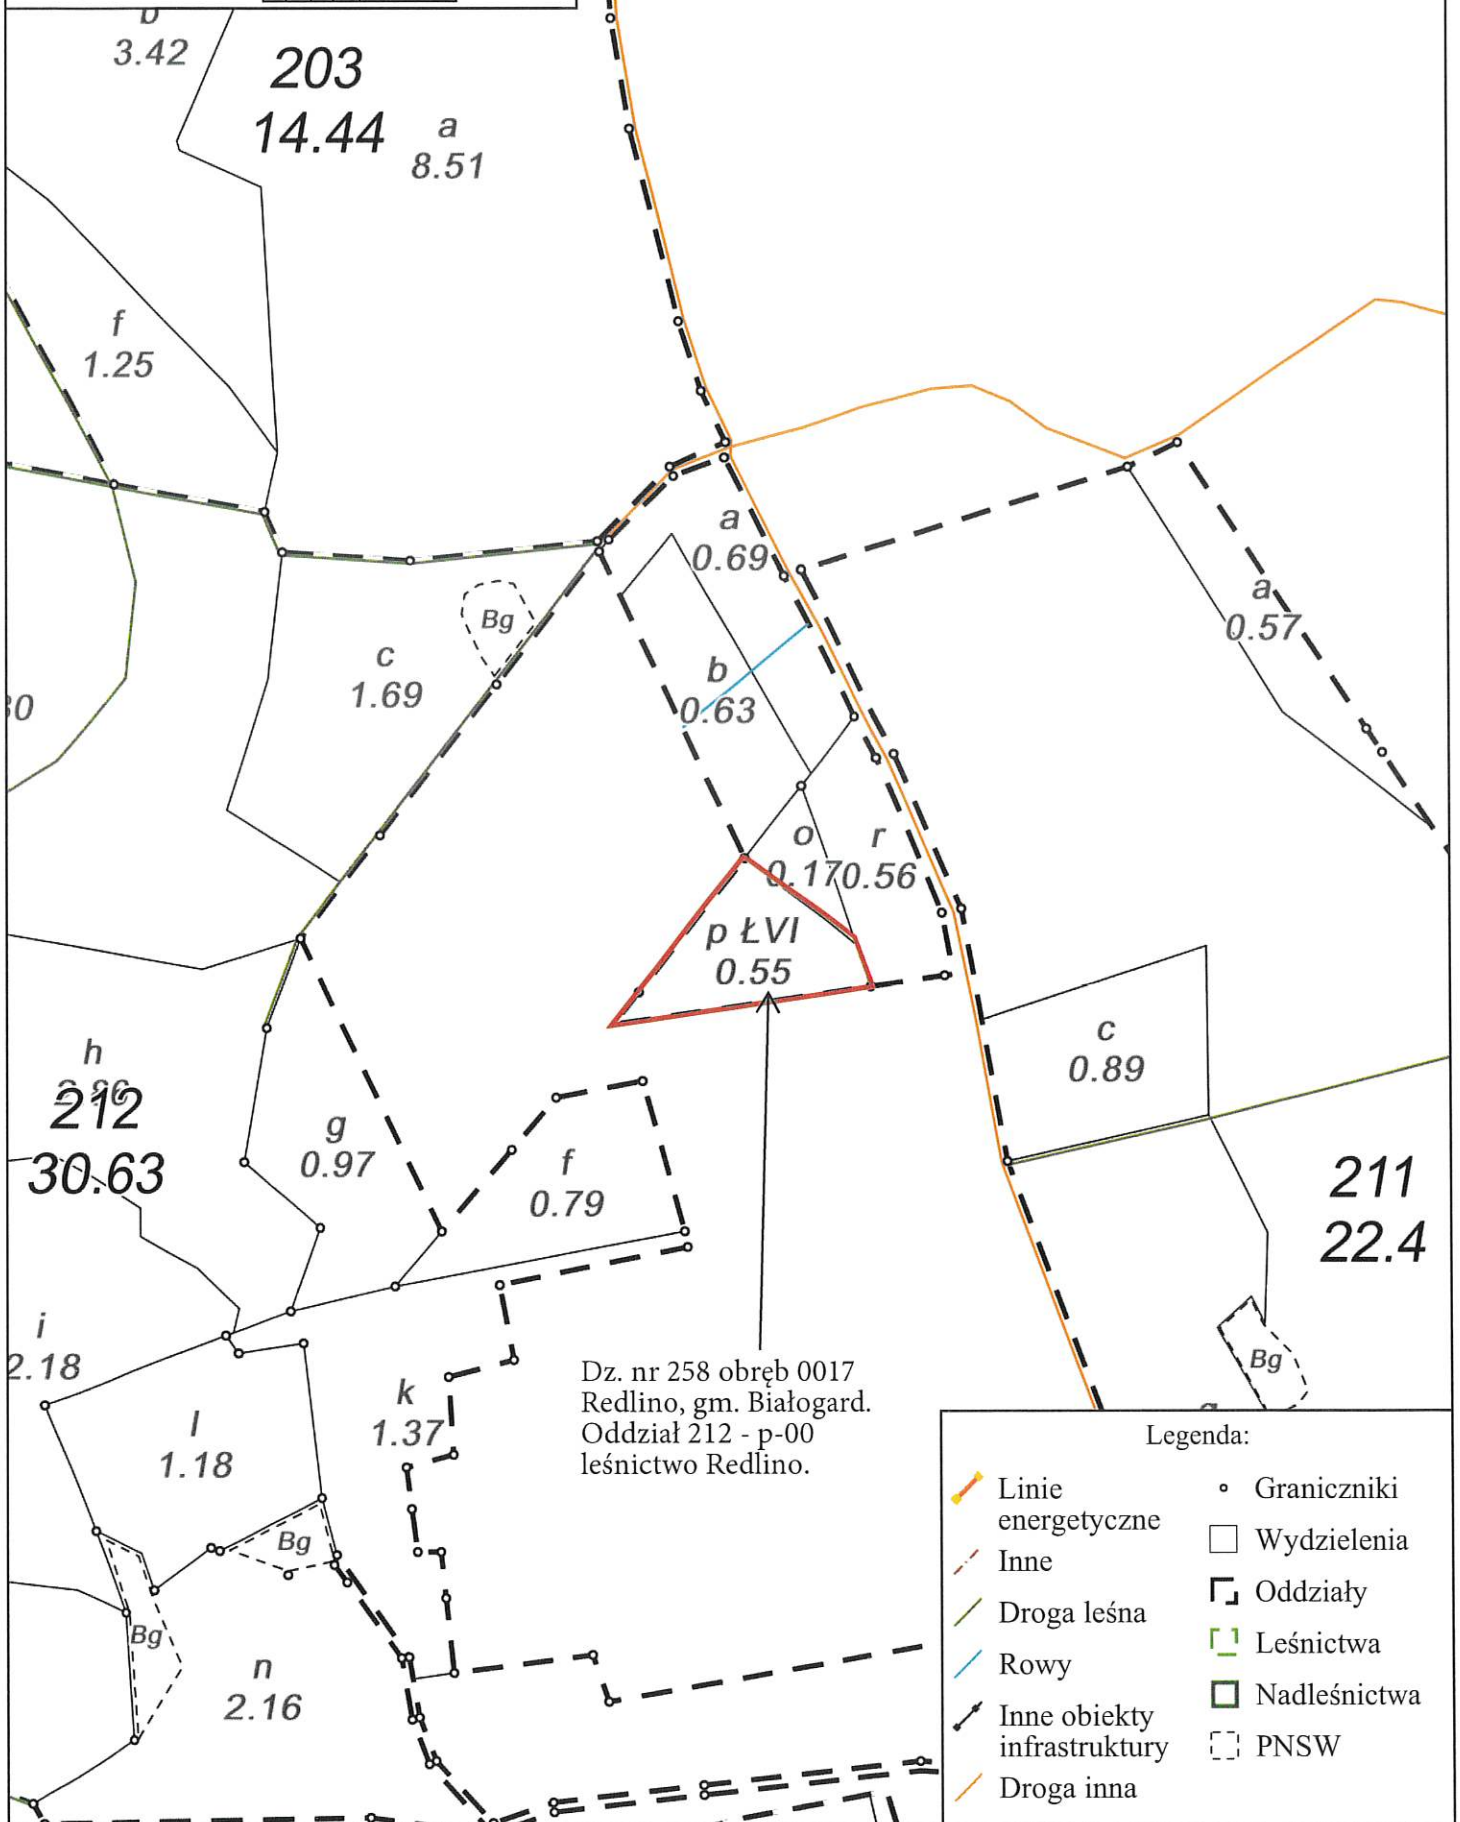 b
3.42
203
14.44
a
8.51
f
1.25
a
0.69
Bg
a
0.57
c
1.69
b
0.63
o
0.17
r
0.56
p ŁVI
0.55
c
0.89
h
212
30.63
g
0.97
f
0.79
211
22.4
i
2.18
k
1.37
Bg
l
1.18
Dz. nr 258 obręb 0017
Redlino, gm. Białogard.
Oddział 212 - p-00
leśnictwo Redlino.
Bg
Bg
n
2.16
Legenda:
Linie
energetyczne
Inne
Droga leśna
Rowy
Inne obiekty
infrastruktury
Droga inna
Graniczniki
Wydzielenia
Oddziały
Leśnictwa
Nadleśnictwa
PNSW